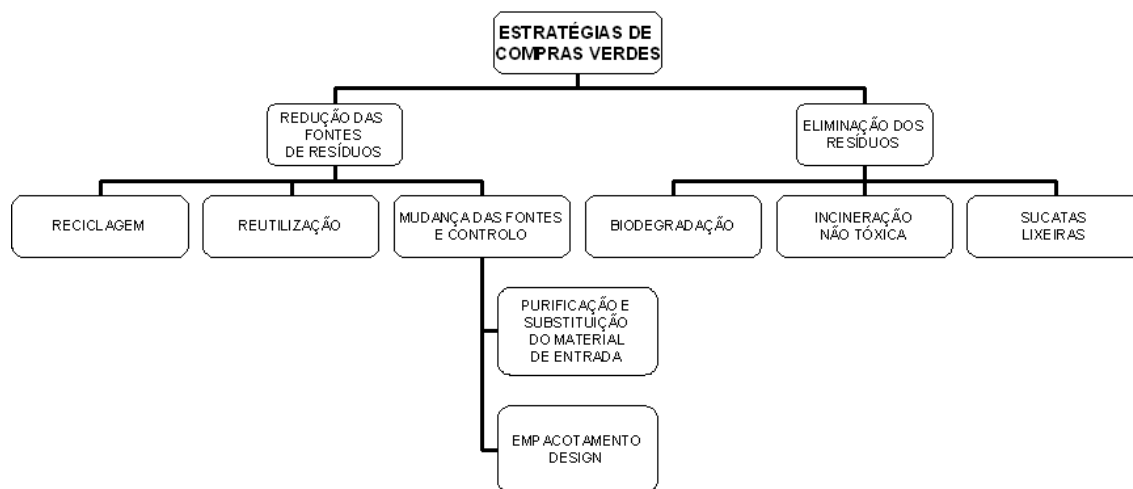 ESTRATÉGIAS DE
COMPRAS VERDES
REDUÇÃO DAS
FONTES
DE RESÍDUOS
ELIMINAÇÃO DOS
RESÍDUOS
RECICLAGEM
REUTILIZAÇÃO
MUDANÇA DAS FONTES
E CONTROLO
BIODEGRADAÇÃO
INCINERAÇÃO
NÃO TÓXICA
SUCATAS
LIXEIRAS
PURIFICAÇÃO E
SUBSTITUIÇÃO
DO MATERIAL
DE ENTRADA
EMPACOTAMENTO
DESIGN